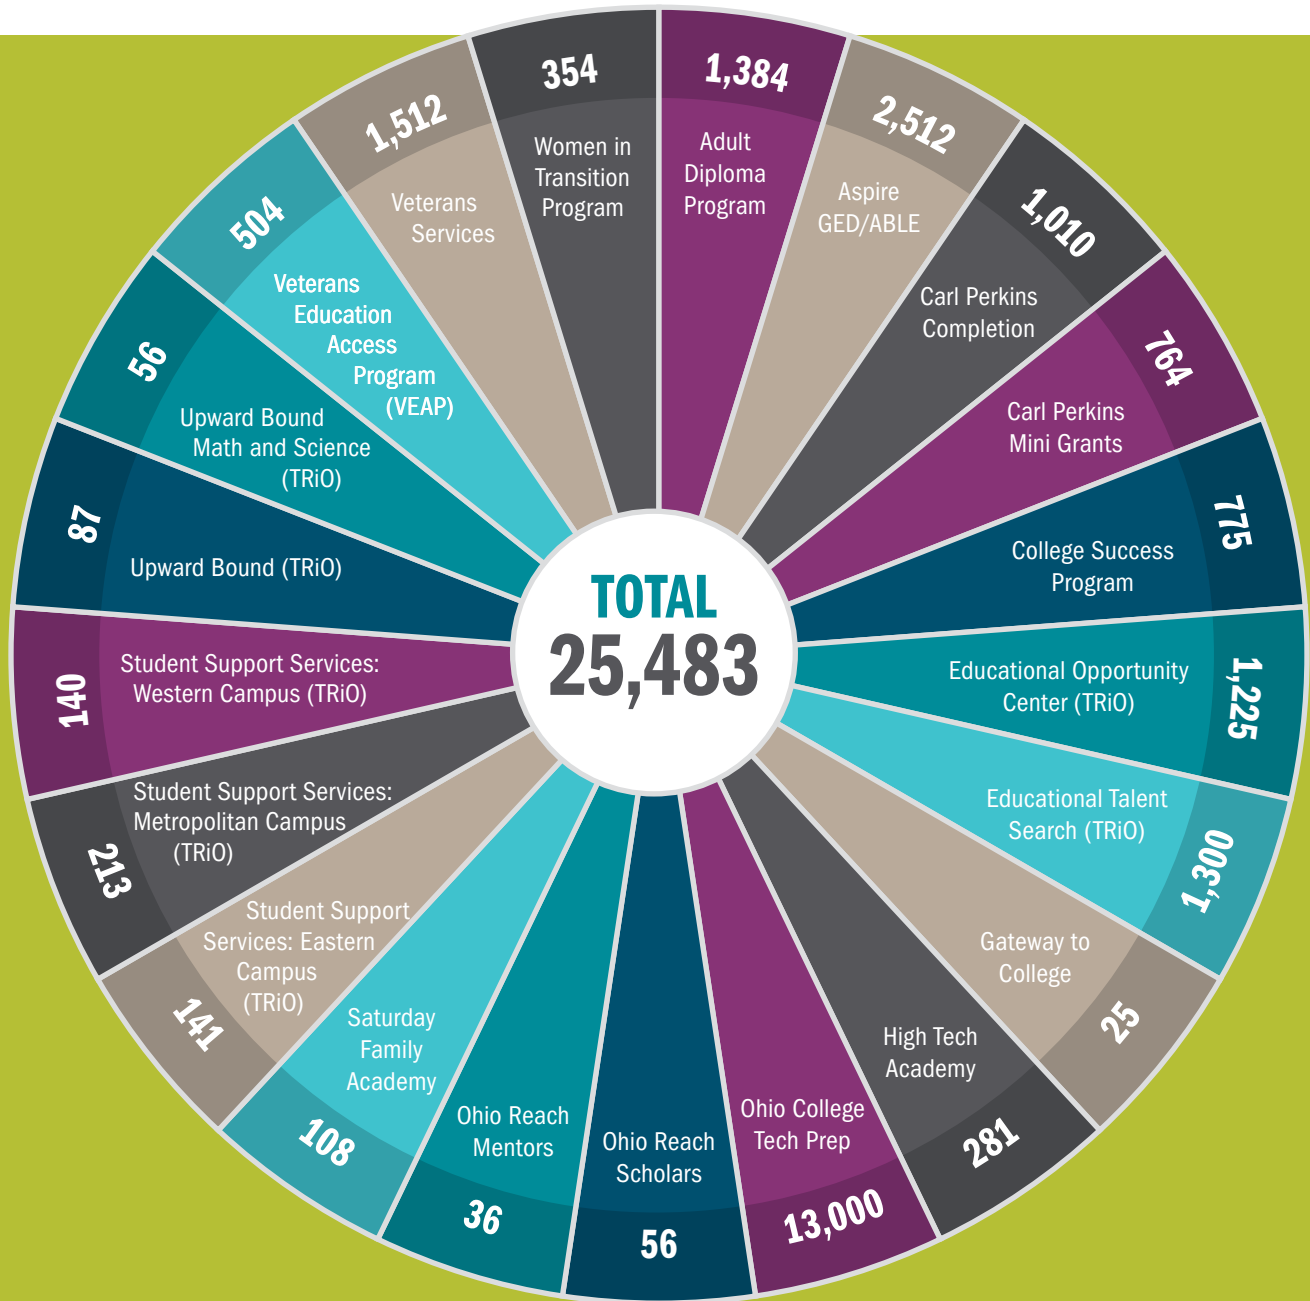 354
Women in
Transition
Program
1,384
Adult
Diploma
Program
2,512
Aspire
GED/ABLE
1,010
Carl Perkins
Completion
764
Carl Perkins
Mini Grants
775
College Success
Program
1,225
Educational Opportunity
Center (TRiO)
1,300
Educational Talent
Search (TRiO)
25
Gateway to
College
281
High Tech
Academy
13,000
Ohio College
Tech Prep
56
Ohio Reach
Scholars
36
Ohio Reach
Mentors
108
Saturday
Family
Academy
141
Student Support
Services: Eastern
Campus
(TRiO)
213
Student Support Services:
Metropolitan Campus
(TRiO)
140
Student Support Services:
Western Campus (TRiO)
87
Upward Bound (TRiO)
56
Upward Bound
Math and Science
(TRiO)
504
Veterans
Education
Access
Program
(VEAP)
1,512
Veterans
Services
TOTAL
25,483